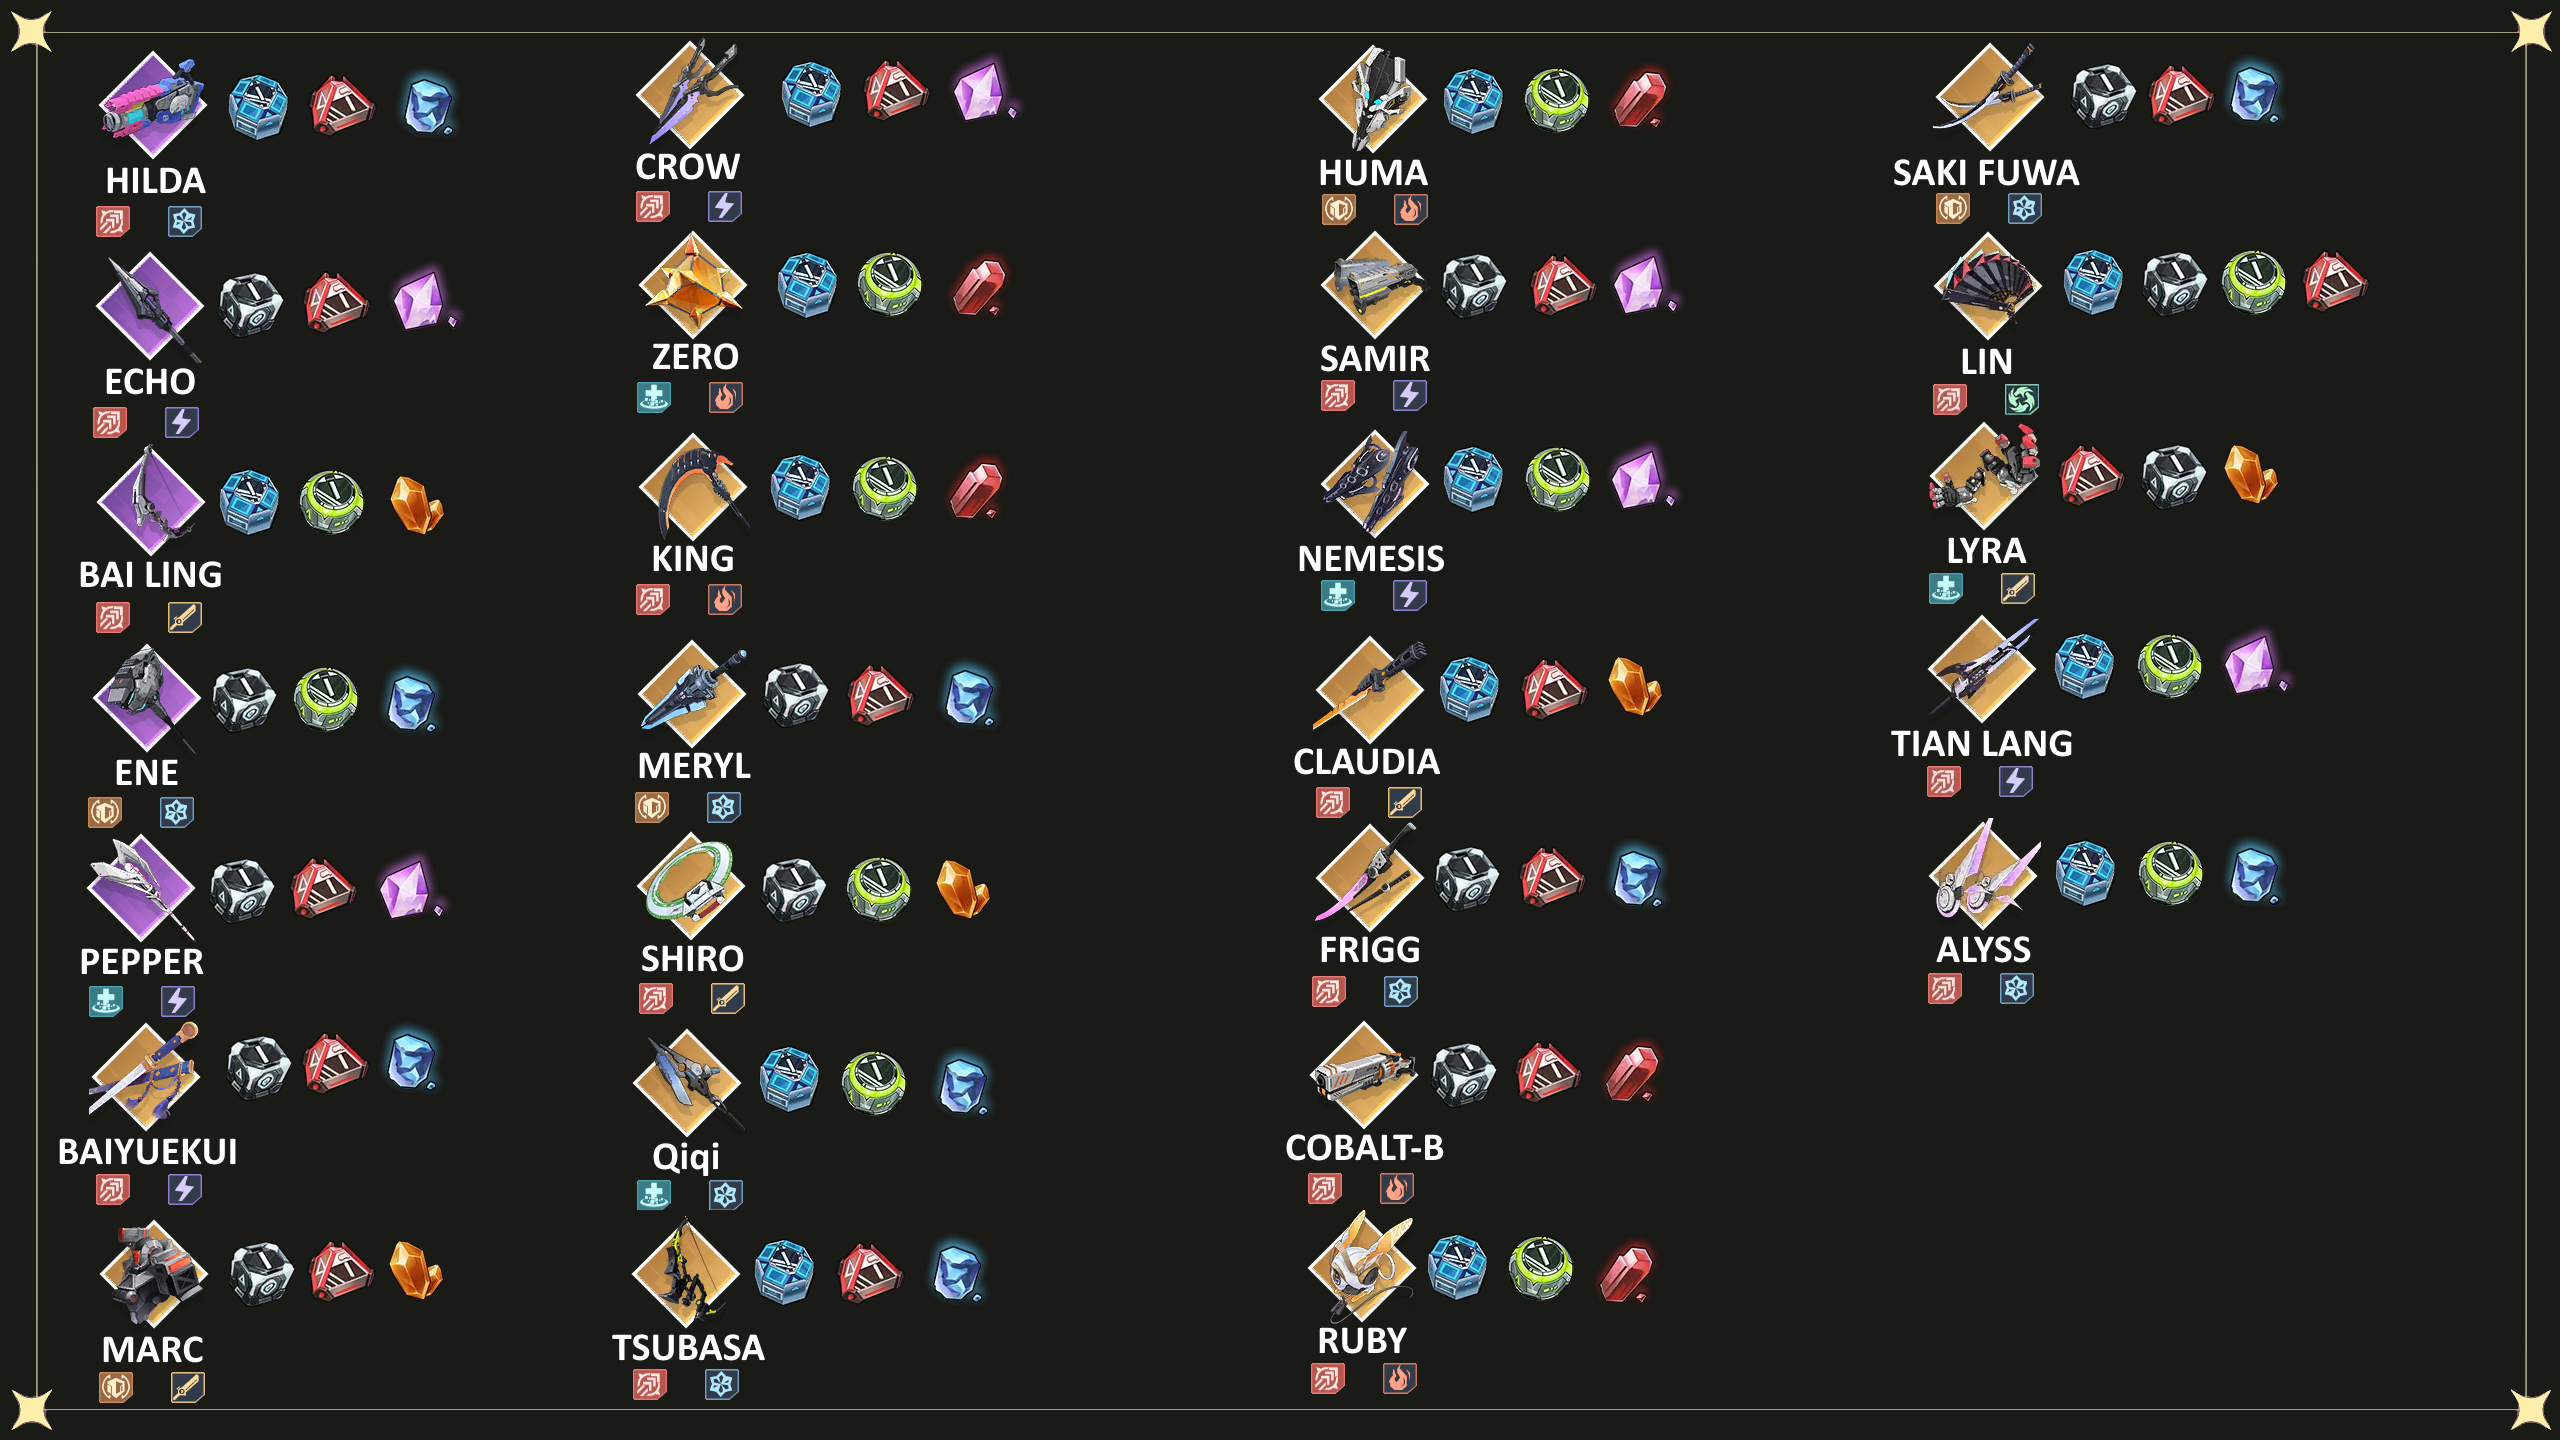 HILDA
ECHO
BAI LING
ENE
PEPPER
BAIYUEKUI
MARC
CROW
ZERO
KING
MERYL
SHIRO
Qiqi
TSUBASA
HUMA
SAMIR
NEMESIS
CLAUDIA
FRIGG
COBALT-B
RUBY
SAKI FUWA
LIN
LYRA
TIAN LANG
ALYSS